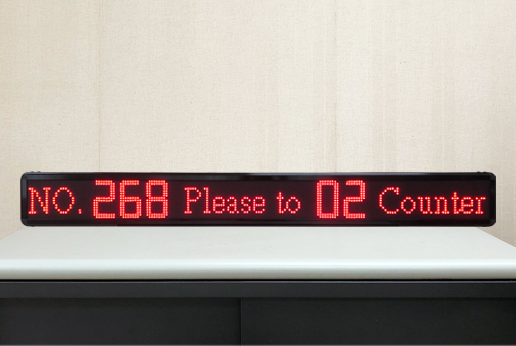 NO. 268 Please to 02 Counter